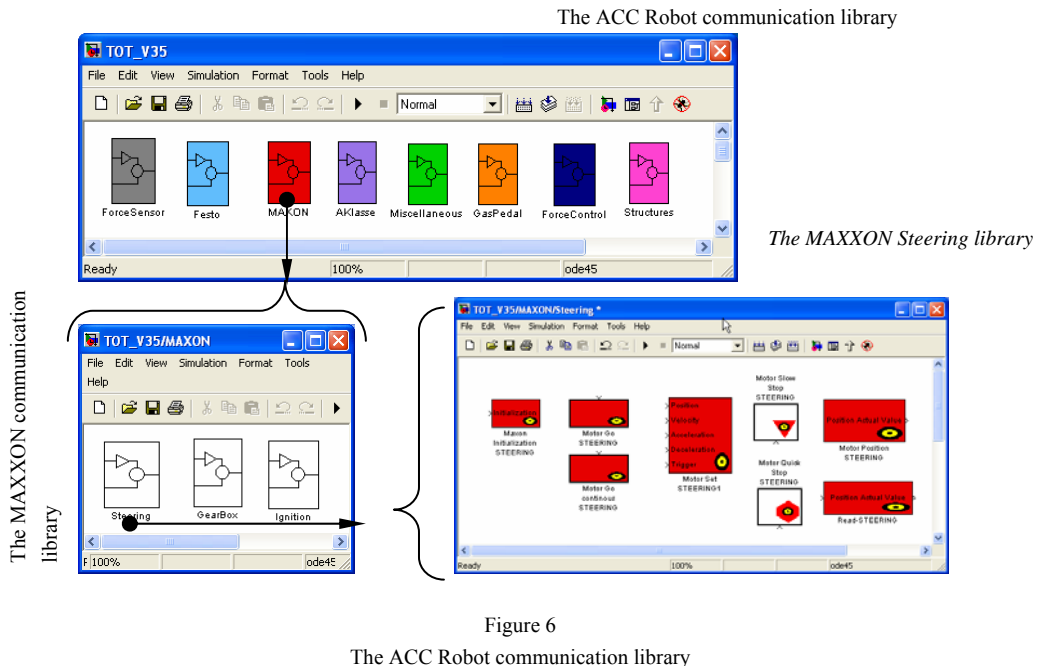 The ACC Robot communication library
TOT_V35
File Edit View Simulation Format Tools Help
Normal
ForceSensor Festo MAXON AKlasse Miscellaneous GasPedal ForceControl Structures
Ready 100% ode45
The MAXXON Steering library
The MAXXON communication
library
TOT_V35/MAXON
File Edit View Simulation Format Tools
Help
Steering GearBox Ignition
F 100% ode45
TOT_V35/MAXON/Steering *
File Edit View Simulation Format Tools Help
Normal
Initialization
Maxon
Initialization
STEERING
Motor Go
STEERING
Motor Go
continous
STEERING
Position
Velocity
Acceleration
Deceleration
Trigger
Motor Set
STEERING1
Motor Slow
Stop
STEERING
Motor Quick
Stop
STEERING
Position Actual Value
Motor Position
STEERING
Position Actual Value
Read-STEERING
Ready 100% ode45
Figure 6
The ACC Robot communication library